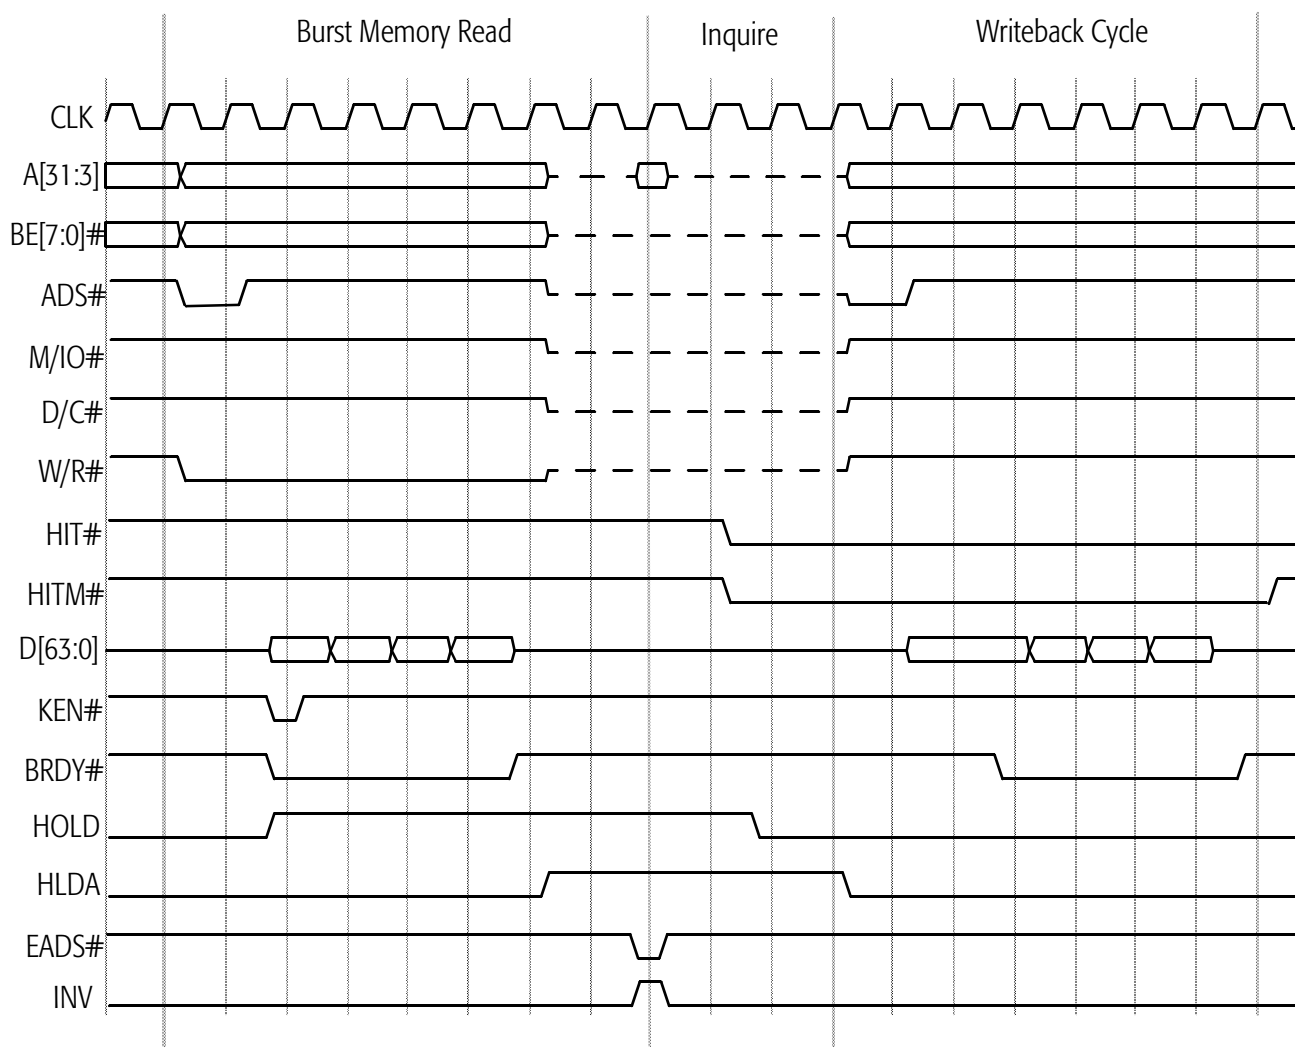 Burst Memory Read
Inquire
Writeback Cycle
CLK
A[31:3]
BE[7:0]#
ADS#
M/IO#
D/C#
W/R#
HIT#
HITM#
D[63:0]
KEN#
BRDY#
HOLD
HLDA
EADS#
INV